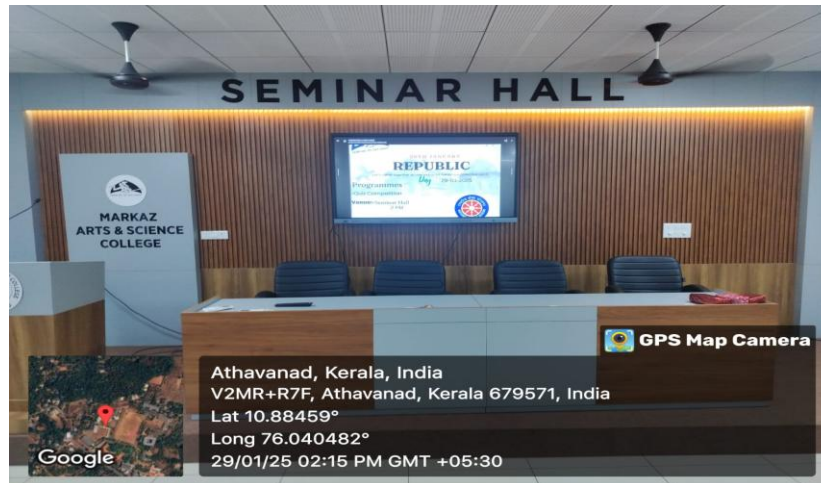 SEMINAR HALL
REPUBLIC
Day
Programmes
Quiz Competition
Venue: Seminar Hall
2 PM
MARKAZ
ARTS & SCIENCE
COLLEGE
GPS Map Camera
Athavanad, Kerala, India
V2MR+R7F, Athavanad, Kerala 679571, India
Lat 10.88459°
Long 76.040482°
29/01/25 02:15 PM GMT +05:30
Google